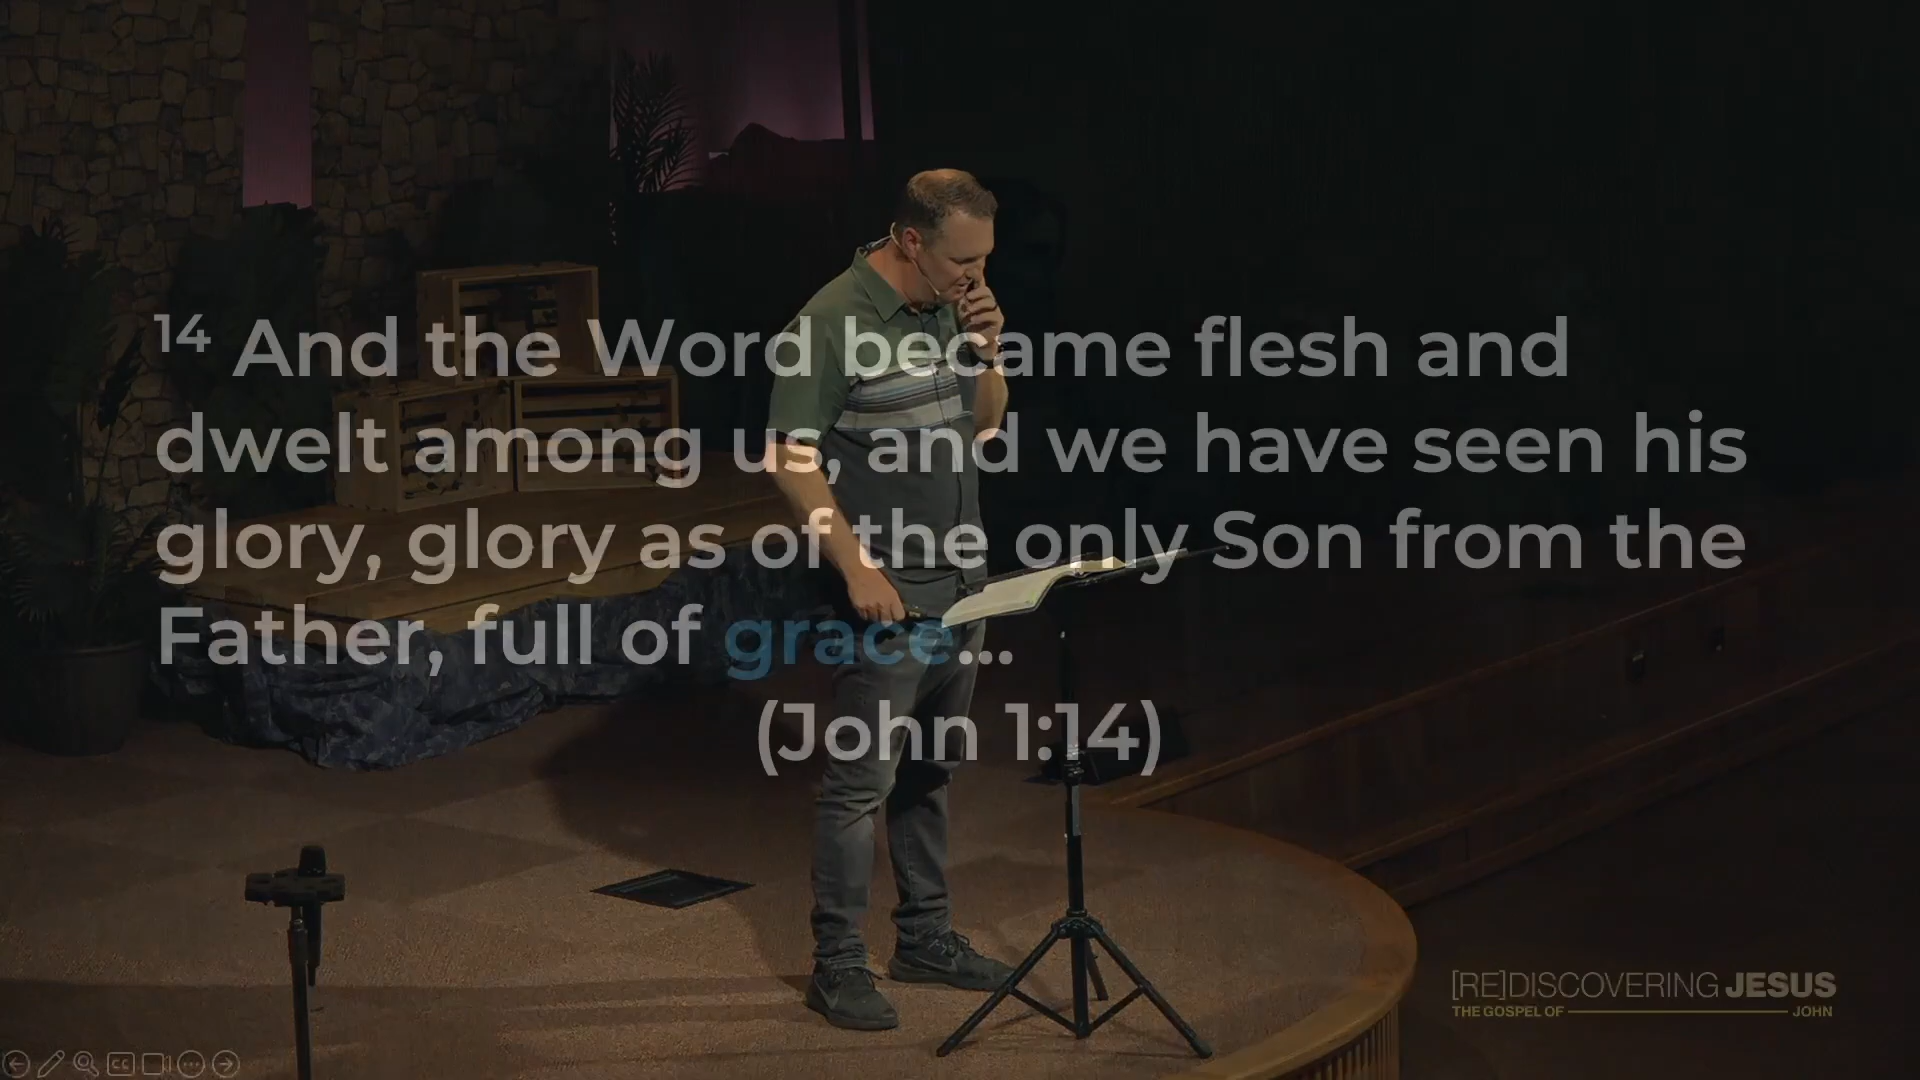 14 And the Word became flesh and
dwelt among us, and we have seen his
glory, glory as of the only Son from the
Father, full of grace...
(John 1:14)
[RE]DISCOVERING JESUS
THE GOSPEL OF JOHN
CC